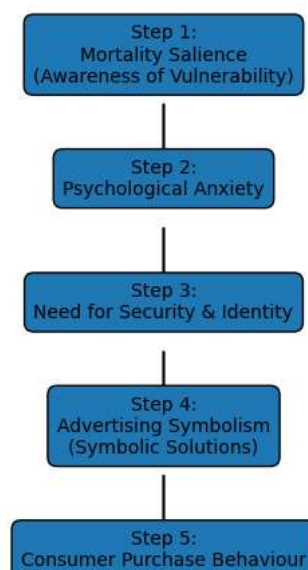 Step 1:
Mortality Salience
(Awareness of Vulnerability)
Step 2:
Psychological Anxiety
Step 3:
Need for Security & Identity
Step 4:
Advertising Symbolism
(Symbolic Solutions)
Step 5:
Consumer Purchase Behaviour